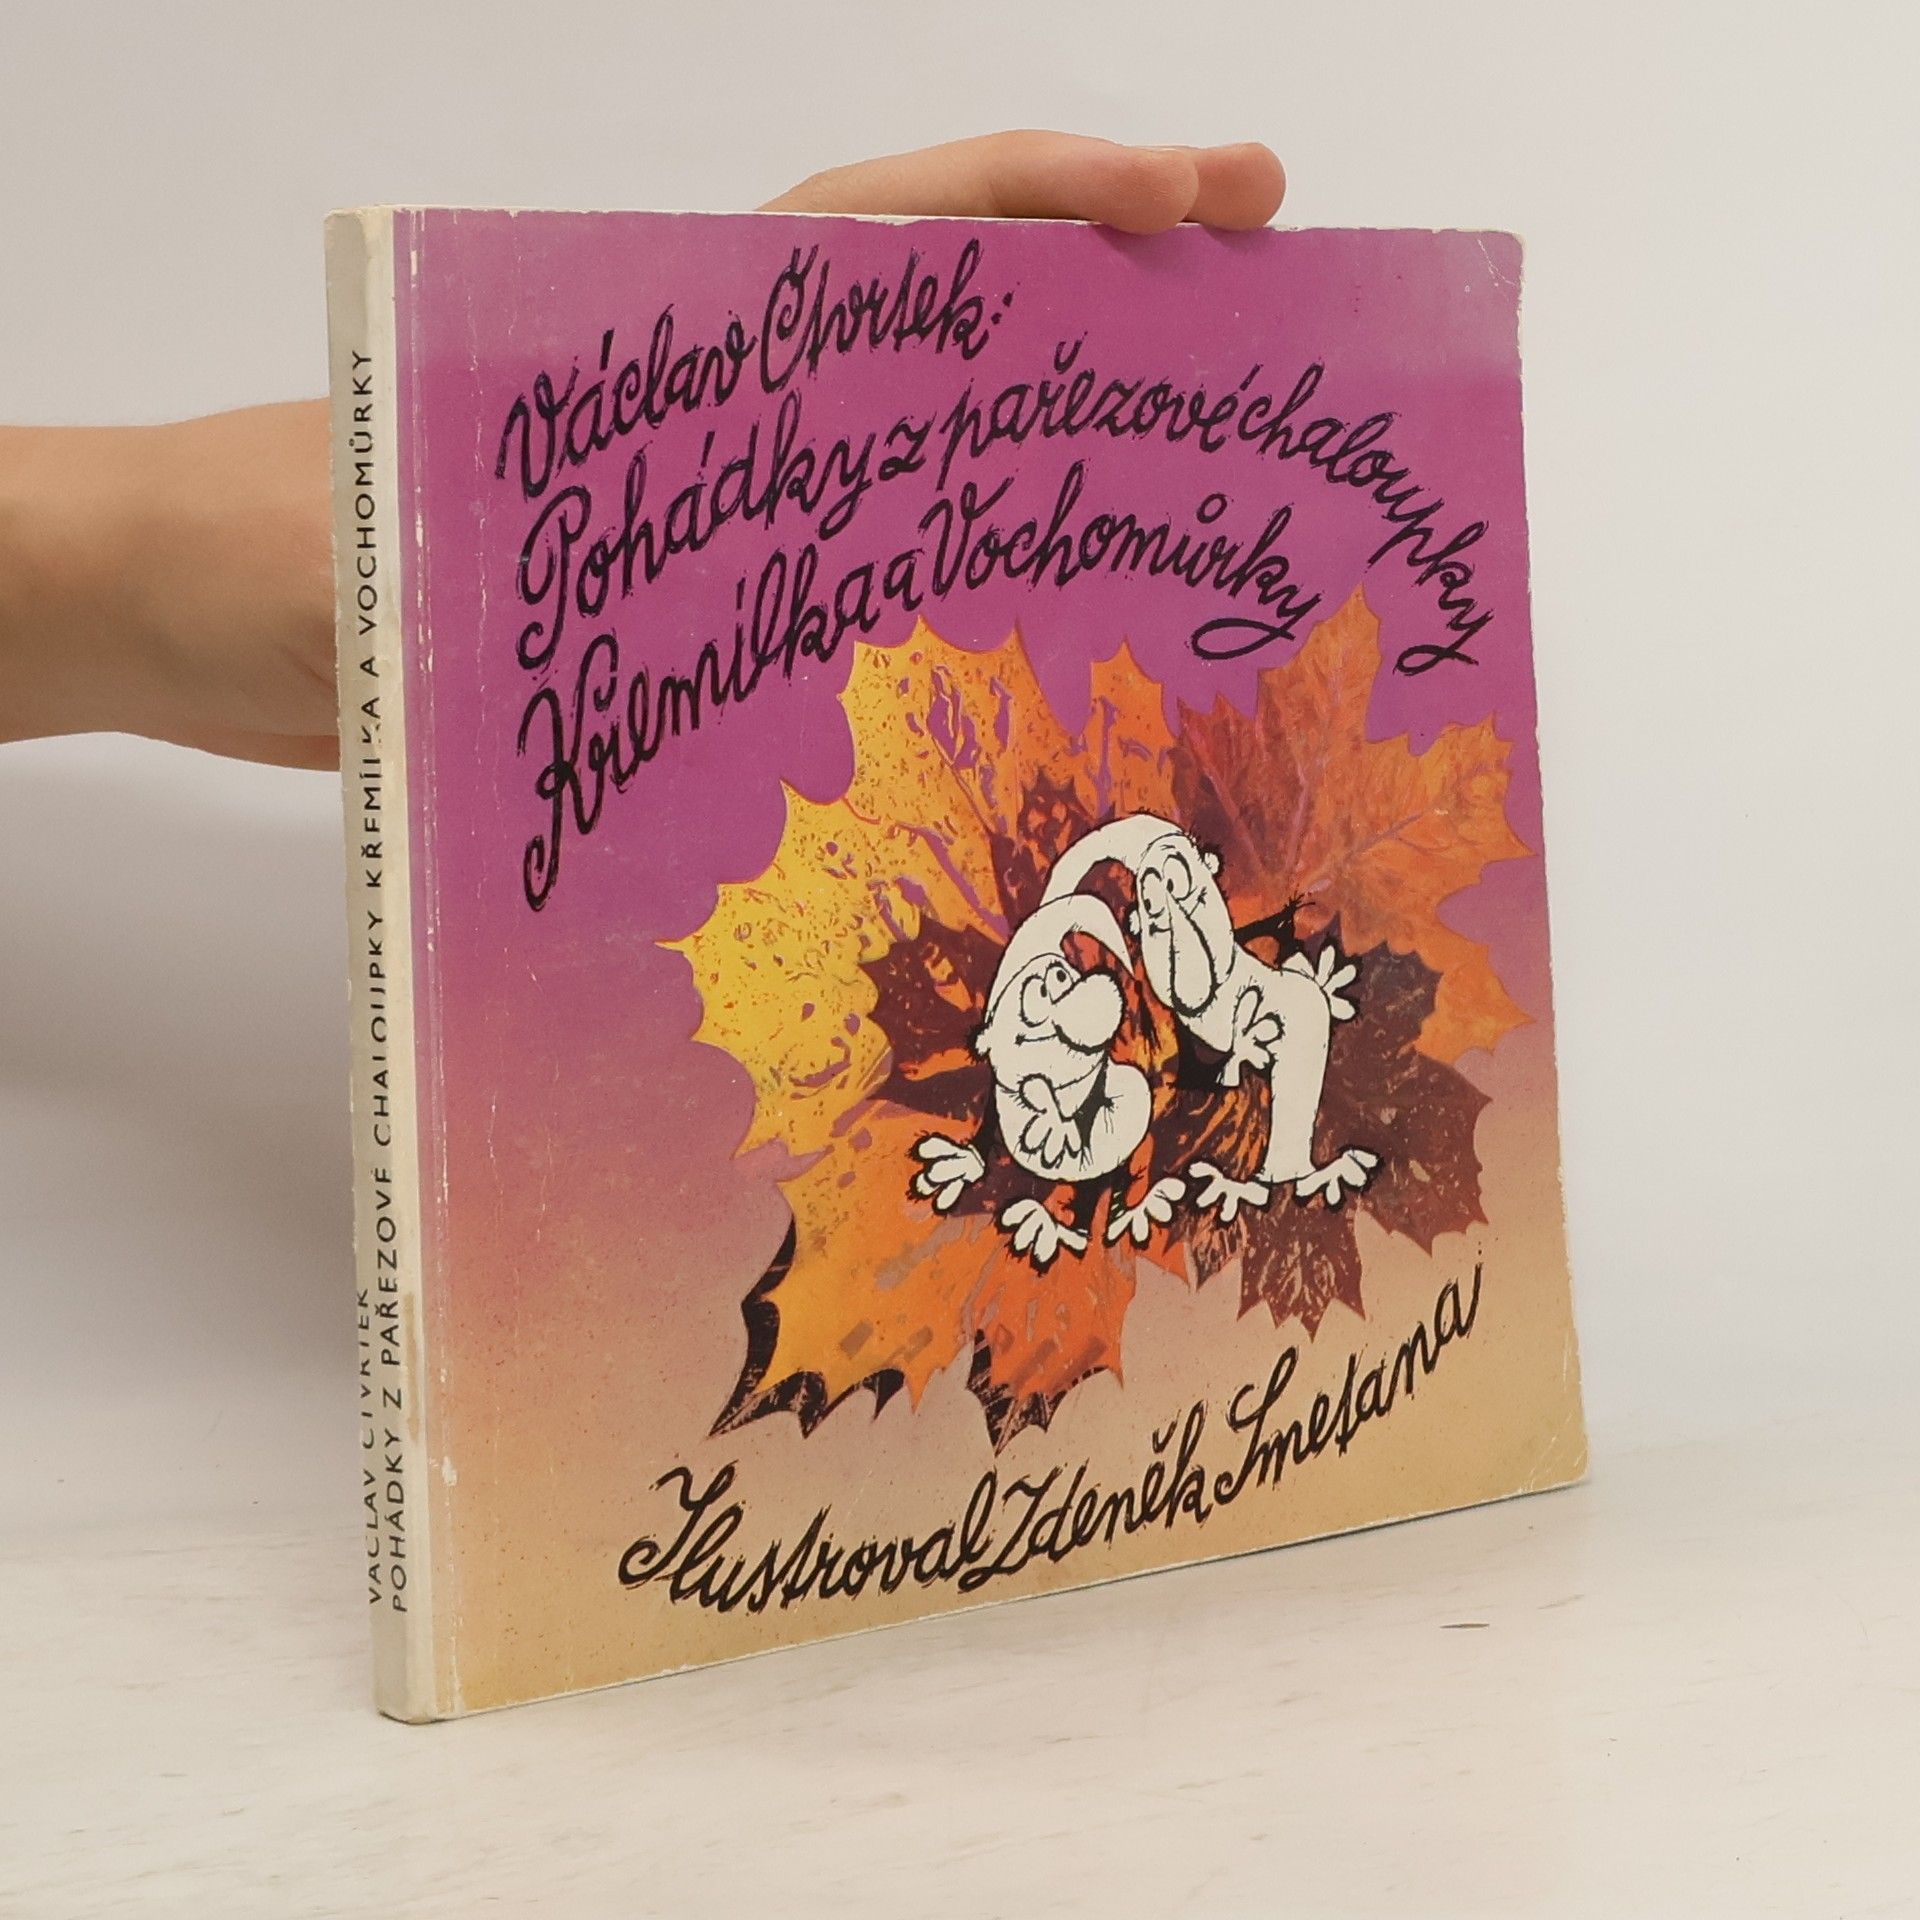 Václav Čtvrtek:
Pohádky z pařezové chaloupky
Křemílka a Vochomůrky
Ilustroval Zdeněk Smetana
VÁCLAV ČTVRTEK
POHÁDKY Z PAŘEZOVÉ CHALOUPKY KŘEMÍLKA A VOCHOMŮRKY